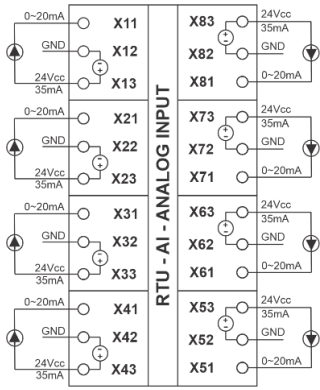 0~20mA X11
GND X12
24Vcc X13
35mA
0~20mA X21
GND X22
24Vcc X23
35mA
0~20mA X31
GND X32
24Vcc X33
35mA
0~20mA X41
GND X42
24Vcc X43
35mA
RTU - AI - ANALOG INPUT
X83 24Vcc
35mA
X82 GND
X81 0~20mA
X73 24Vcc
35mA
X72 GND
X71 0~20mA
X63 24Vcc
35mA
X62 GND
X61 0~20mA
X53 24Vcc
35mA
X52 GND
X51 0~20mA